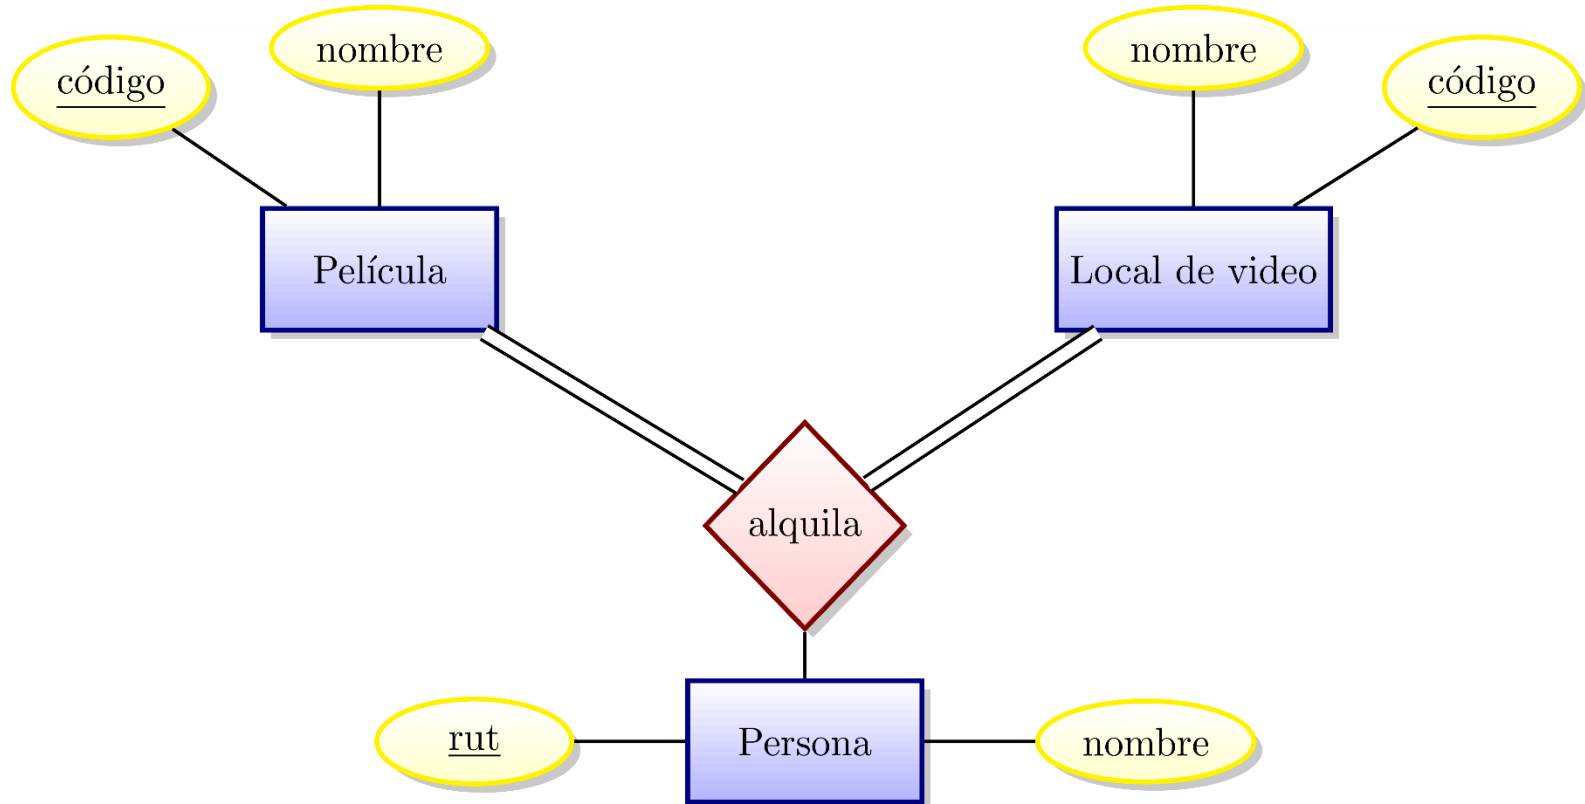 nombre
nombre
código
código
Película
Local de video
alquila
rut
Persona
nombre